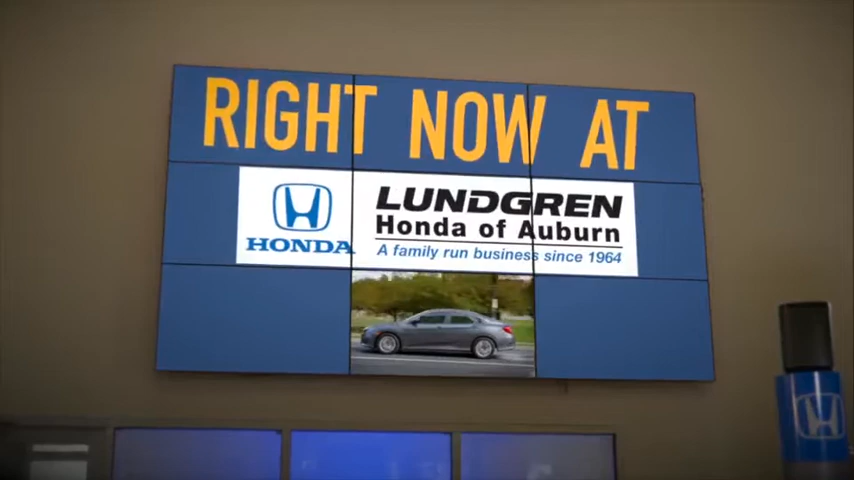 RIGHT NOW AT
LUNDGREN
Honda of Auburn
HONDA
A family run business since 1964